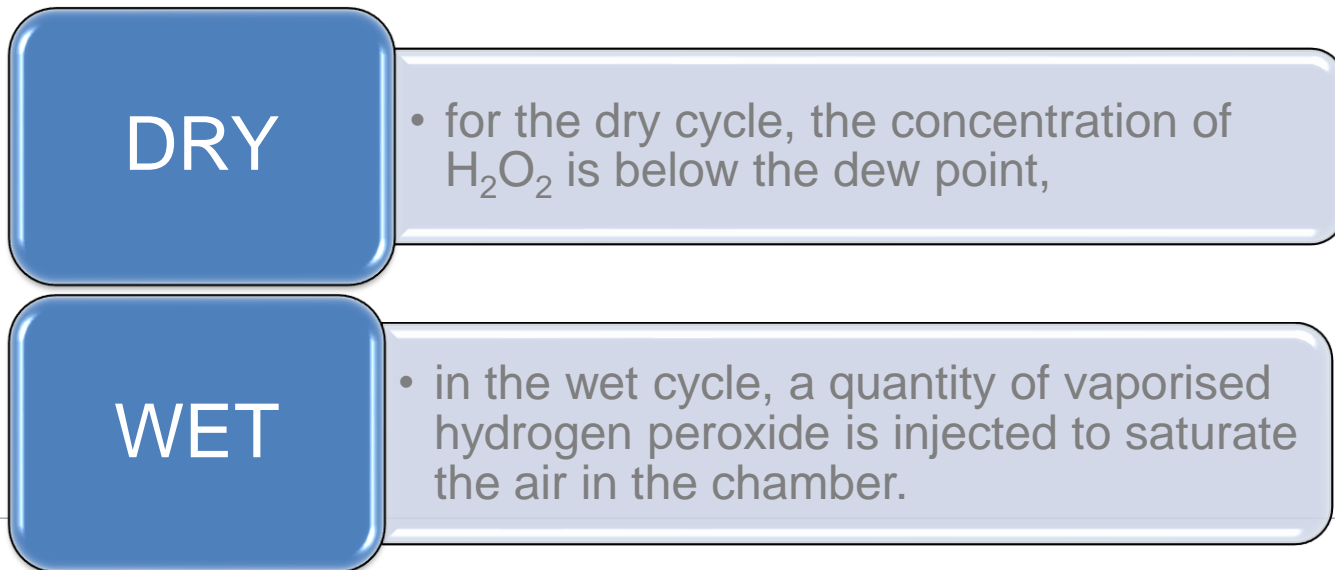 DRY
• for the dry cycle, the concentration of
H₂O₂ is below the dew point,
WET
• in the wet cycle, a quantity of vaporised
hydrogen peroxide is injected to saturate
the air in the chamber.